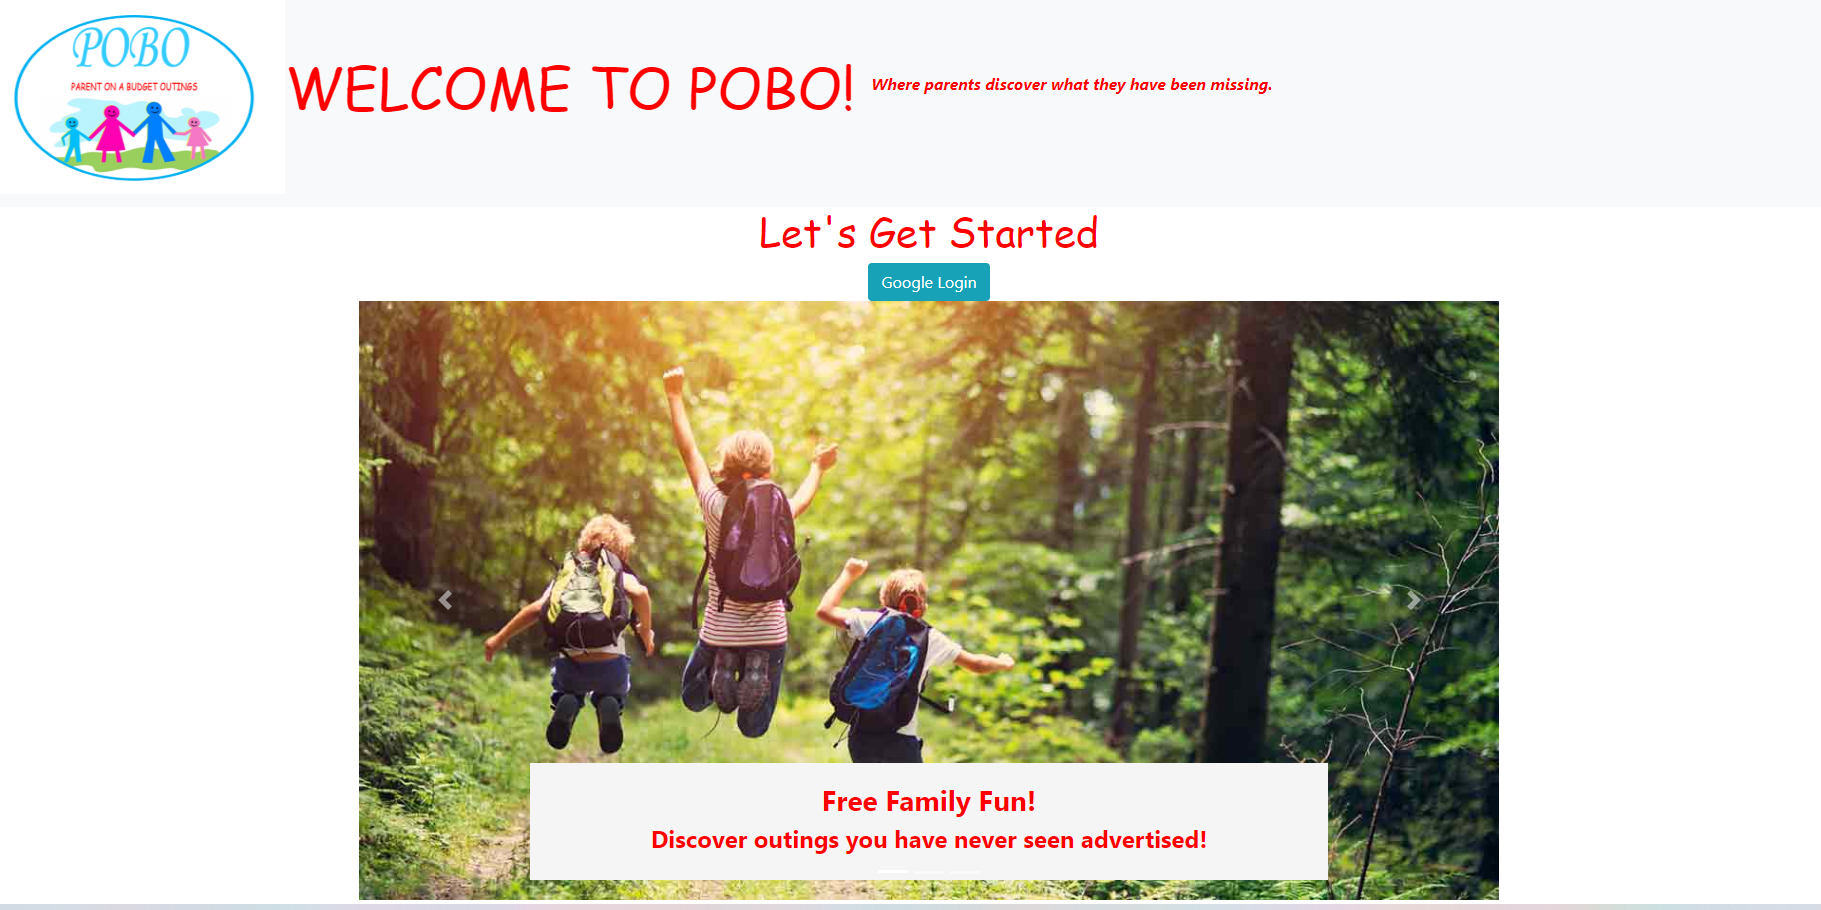 POBO
PARENT ON A BUDGET OUTINGS
WELCOME TO POBO!
Where parents discover what they have been missing.
Let's Get Started
Google Login
Free Family Fun!
Discover outings you have never seen advertised!